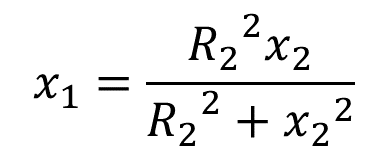 x₁ = R₂²x₂ / (R₂² + x₂²)